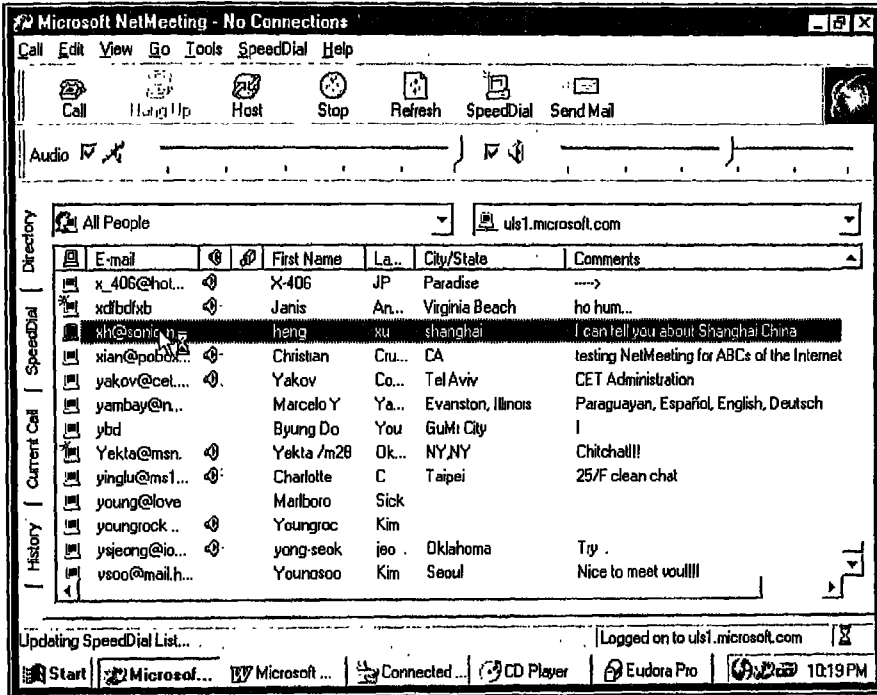 Microsoft NetMeeting - No Connections
Call Edit View Go Tools SpeedDial Help
Call Hang Up Host Stop Refresh SpeedDial Send Mail
Audio
Directory
SpeedDial
Current Call
History
All People uls1.microsoft.com
E-mail First Name La... City/State Comments
x_406@hot... X-406 JP Paradise ---->
xdfbdfxb Janis An... Virginia Beach ho hum...
heng xu shanghai I can tell you about Shanghai China
xian@pobox... Christian Cru... CA testing NetMeeting for ABCs of the Internet
yakov@cet.... Yakov Co... Tel Aviv CET Administration
yambay@n... Marcelo Y Ya... Evanston, Illinois Paraguayan, Español, English, Deutsch
ybd Byung Do You GuMi City I
Yekta@msn. Yekta /m28 Ok... NY,NY Chitchat!!!
yinglu@ms1... Charlotte C Taipei 25/F clean chat
young@love Marlboro Sick
youngrock .. Youngroc Kim
ysjeong@io... yong-seok jeo . Oklahoma Try .
ysoo@mail.h... Youngsoo Kim Seoul Nice to meet you!!!!
Updating SpeedDial List... Logged on to uls1.microsoft.com
Start Microsof... Microsoft ... Connected ... CD Player Eudora Pro 10:19 PM